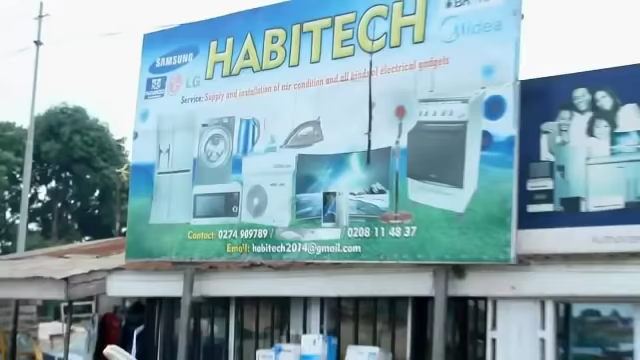 SAMSUNG
HABITECH
LG
Midea
Service: Supply and installation of air condition and all kinds of electrical gadgets
Contact: 0274 909789 / 0208 11 48 37
Email: habitech2014@gmail.com